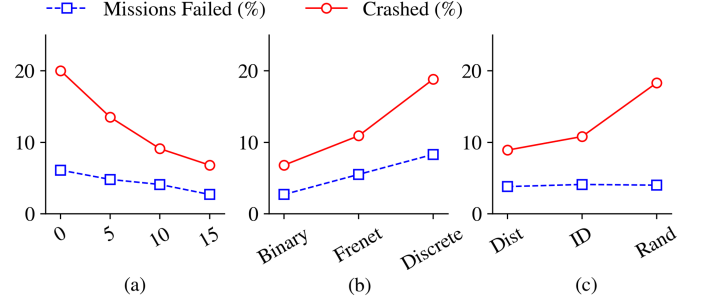 Missions Failed (%) Crashed (%)
20 20 20
10 10 10
0 0 0
0 5 10 15 Binary Frenet Discrete Dist ID Rand
(a) (b) (c)